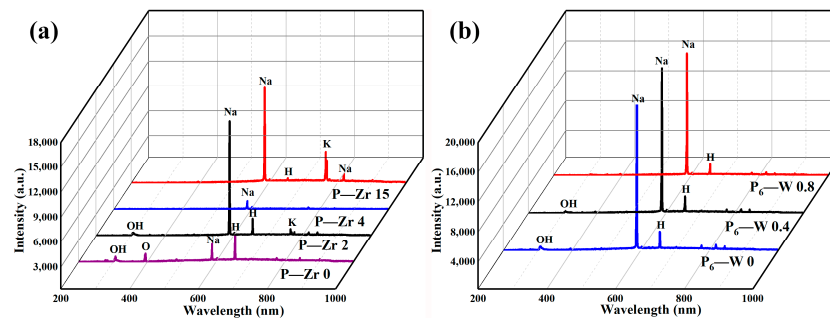 (a)
Na
Na
K
H
Na
P—Zr 15
Na
P—Zr 4
OH
H
K
P—Zr 2
OH
O
Na
H
P—Zr 0
18,000
15,000
12,000
9,000
6,000
3,000
Intensity (a.u.)
200
400
600
800
1000
Wavelength (nm)
(b)
Na
Na
Na
H
P6—W 0.8
OH
H
P6—W 0.4
OH
H
P6—W 0
20,000
16,000
12,000
8,000
4,000
Intensity (a.u.)
200
400
600
800
1000
Wavelength (nm)